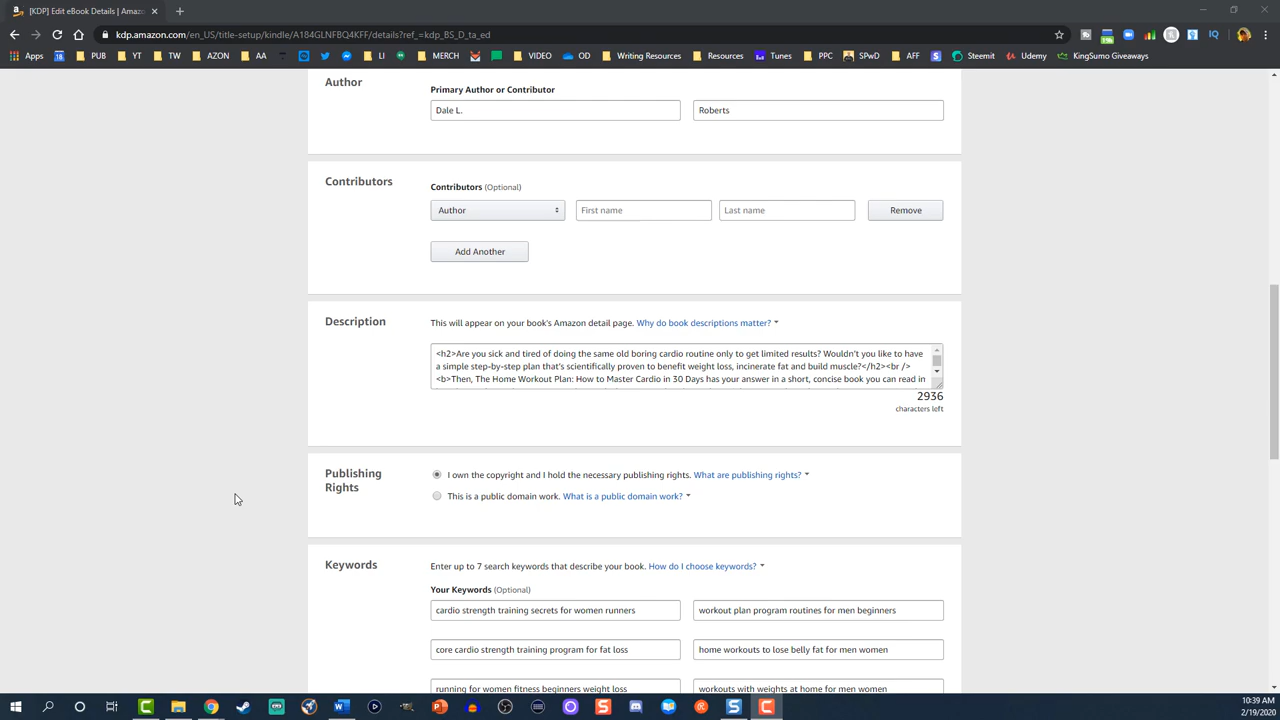 [KDP] Edit eBook Details | Amaz
kdp.amazon.com/en_US/title-setup/kindle/A184GLNFBQ4KFF/details?ref_=kdp_BS_D_ta_ed
Apps PUB YT TW AZON AA LI MERCH VIDEO OD Writing Resources Resources Tunes PPC SPwD AFF Steemit Udemy KingSumo Giveaways
Author
Primary Author or Contributor
Dale L. Roberts
Contributors
Contributors (Optional)
Author First name Last name Remove
Add Another
Description
This will appear on your book's Amazon detail page. Why do book descriptions matter?
<h2>Are you sick and tired of doing the same old boring cardio routine only to get limited results? Wouldn't you like to have
a simple step-by-step plan that's scientifically proven to benefit weight loss, incinerate fat and build muscle?</h2><br />
<b>Then, The Home Workout Plan: How to Master Cardio in 30 Days has your answer in a short, concise book you can read in
2936
characters left
Publishing
Rights
I own the copyright and I hold the necessary publishing rights. What are publishing rights?
This is a public domain work. What is a public domain work?
Keywords
Enter up to 7 search keywords that describe your book. How do I choose keywords?
Your Keywords (Optional)
cardio strength training secrets for women runners workout plan program routines for men beginners
core cardio strength training program for fat loss home workouts to lose belly fat for men women
running for women fitness beginners weight loss workouts with weights at home for men women
10:39 AM
2/19/2020